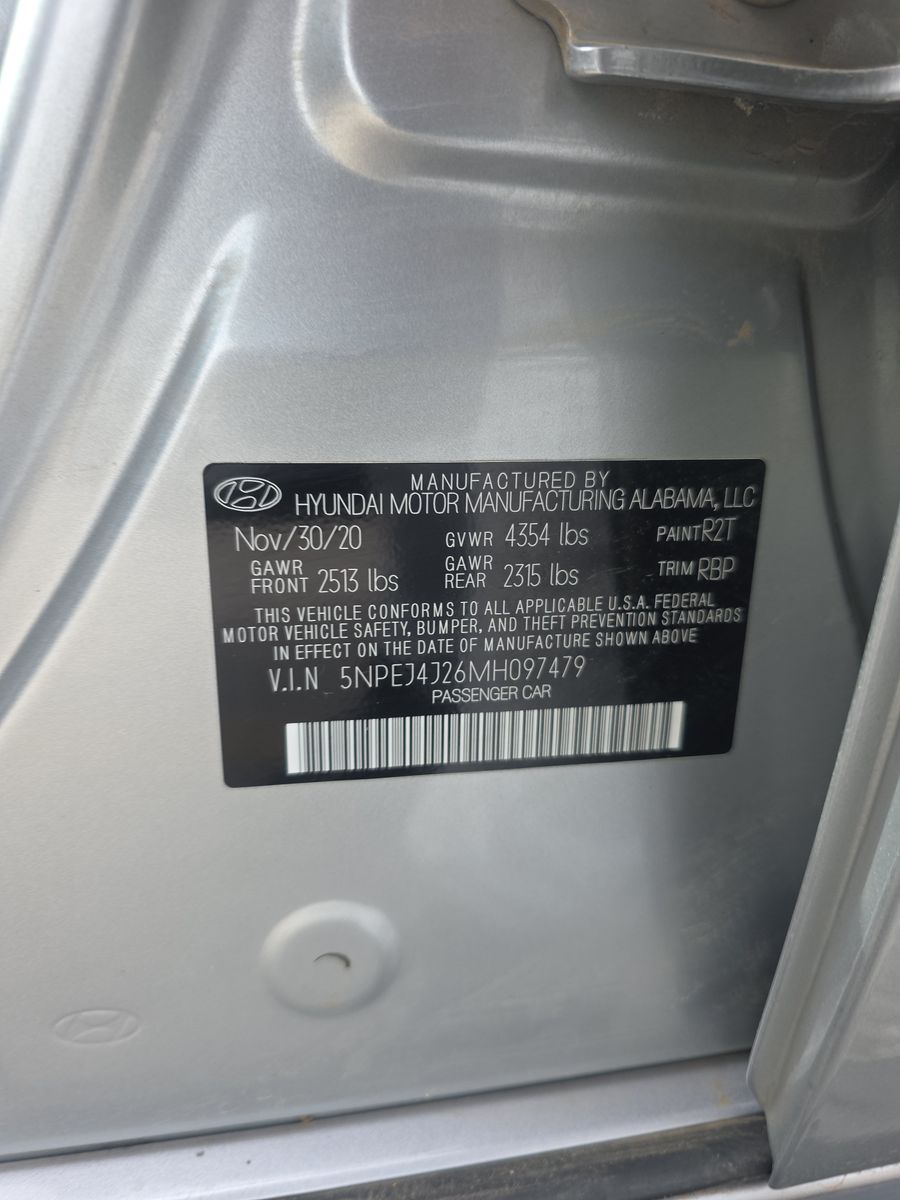 MANUFACTURED BY
HYUNDAI MOTOR MANUFACTURING ALABAMA, LLC
Nov/30/20 GVWR 4354 lbs PAINT R2T
GAWR FRONT 2513 lbs GAWR REAR 2315 lbs TRIM RBP
THIS VEHICLE CONFORMS TO ALL APPLICABLE U.S.A. FEDERAL
MOTOR VEHICLE SAFETY, BUMPER, AND THEFT PREVENTION STANDARDS
IN EFFECT ON THE DATE OF MANUFACTURE SHOWN ABOVE
V.I.N 5NPEJ4J26MH097479
PASSENGER CAR